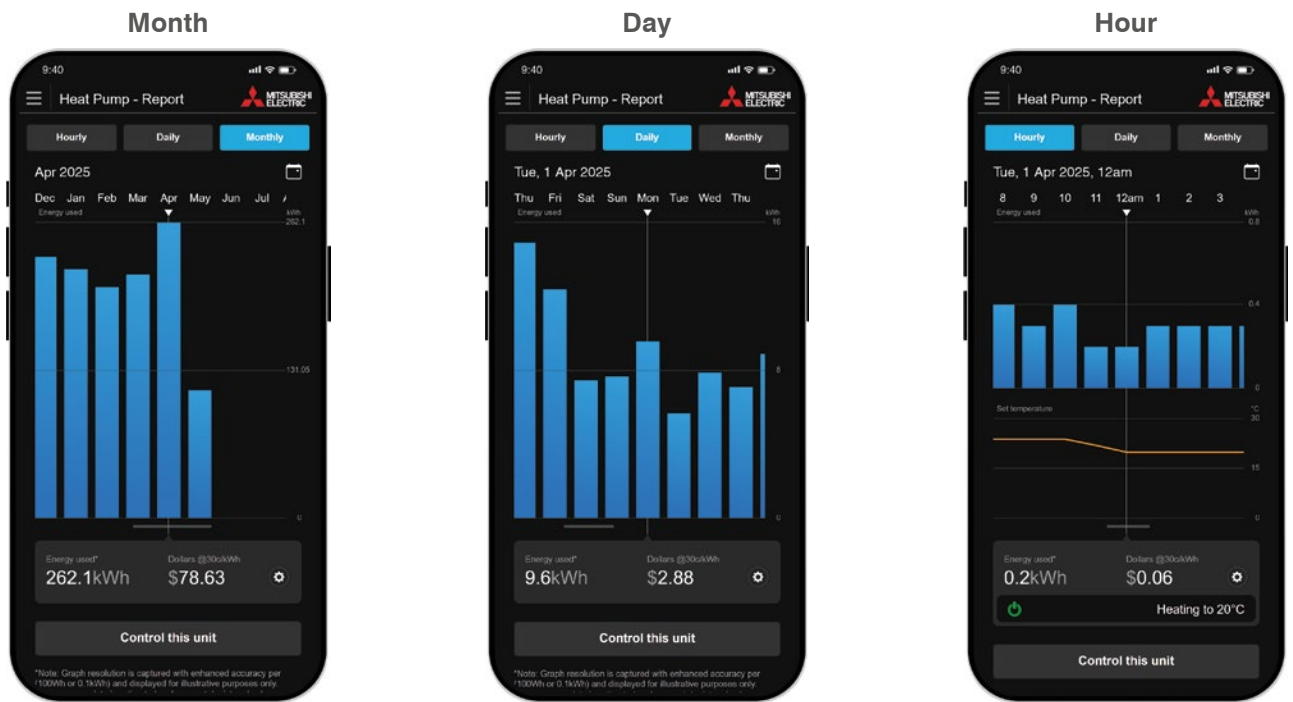 Month
9:40
Heat Pump - Report
MITSUBISHI
ELECTRIC
Hourly Daily Monthly
Apr 2025
Dec Jan Feb Mar Apr May Jun Jul
Energy used kWh
262.1
131.05
0
Energy used* Dollars @30c/kWh
262.1kWh $78.63
Control this unit
*Note: Graph resolution is captured with enhanced accuracy per
(100Wh or 0.1kWh) and displayed for illustrative purposes only.
Day
9:40
Heat Pump - Report
MITSUBISHI
ELECTRIC
Hourly Daily Monthly
Tue, 1 Apr 2025
Thu Fri Sat Sun Mon Tue Wed Thu
Energy used kWh
16
8
0
Energy used* Dollars @30c/kWh
9.6kWh $2.88
Control this unit
*Note: Graph resolution is captured with enhanced accuracy per
(100Wh or 0.1kWh) and displayed for illustrative purposes only.
Hour
9:40
Heat Pump - Report
MITSUBISHI
ELECTRIC
Hourly Daily Monthly
Tue, 1 Apr 2025, 12am
8 9 10 11 12am 1 2 3
Energy used kWh
0.8
0.4
0
Set temperature °C
30
15
0
Energy used* Dollars @30c/kWh
0.2kWh $0.06
Heating to 20°C
Control this unit